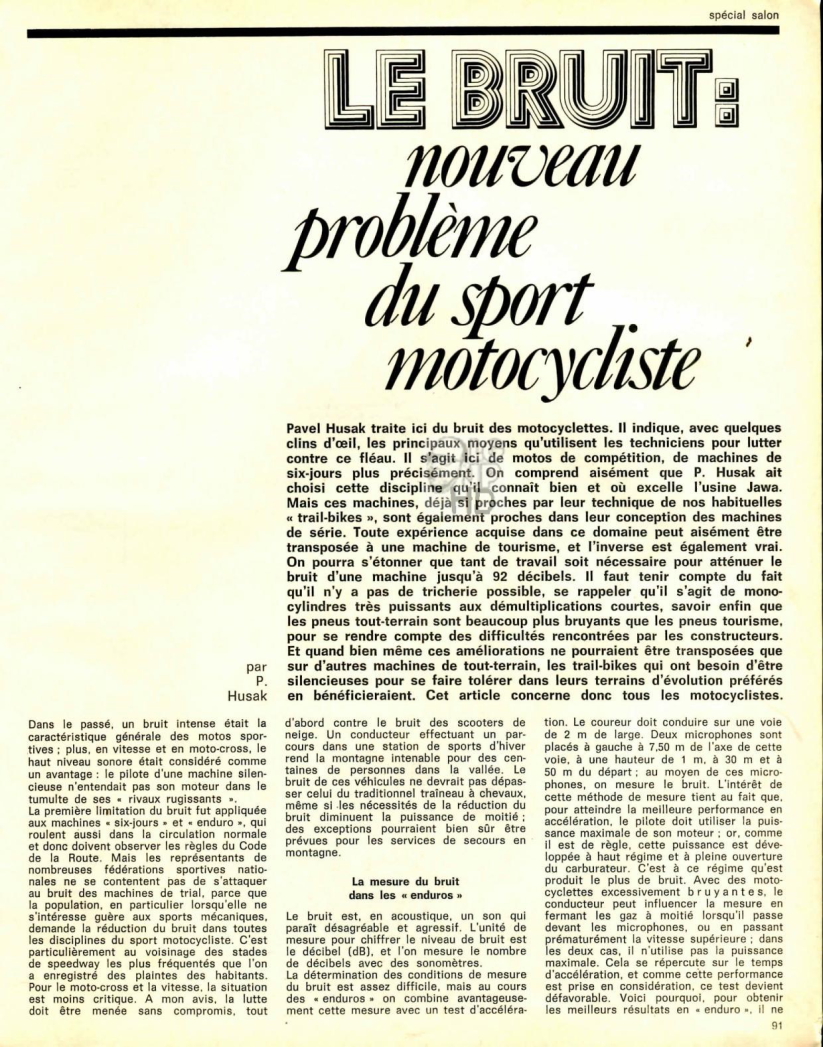 spécial salon
LE BRUIT:
nouveau
problème
du sport
motocycliste
Pavel Husak traite ici du bruit des motocyclettes. Il indique, avec quelques
clins d'œil, les principaux moyens qu'utilisent les techniciens pour lutter
contre ce fléau. Il s'agit ici de motos de compétition, de machines de
six-jours plus précisément. On comprend aisément que P. Husak ait
choisi cette discipline qu'il connaît bien et où excelle l'usine Jawa.
Mais ces machines, déjà si proches par leur technique de nos habituelles
« trail-bikes », sont également proches dans leur conception des machines
de série. Toute expérience acquise dans ce domaine peut aisément être
transposée à une machine de tourisme, et l'inverse est également vrai.
On pourra s'étonner que tant de travail soit nécessaire pour atténuer le
bruit d'une machine jusqu'à 92 décibels. Il faut tenir compte du fait
qu'il n'y a pas de tricherie possible, se rappeler qu'il s'agit de mono-
cylindres très puissants aux démultiplications courtes, savoir enfin que
les pneus tout-terrain sont beaucoup plus bruyants que les pneus tourisme,
pour se rendre compte des difficultés rencontrées par les constructeurs.
Et quand bien même ces améliorations ne pourraient être transposées que
sur d'autres machines de tout-terrain, les trail-bikes qui ont besoin d'être
silencieuses pour se faire tolérer dans leurs terrains d'évolution préférés
en bénéficieraient. Cet article concerne donc tous les motocyclistes.
par
P.
Husak
Dans le passé, un bruit intense était la
caractéristique générale des motos spor-
tives ; plus, en vitesse et en moto-cross, le
haut niveau sonore était considéré comme
un avantage : le pilote d'une machine silen-
cieuse n'entendait pas son moteur dans le
tumulte de ses « rivaux rugissants ».
La première limitation du bruit fut appliquée
aux machines « six-jours » et « enduro », qui
roulent aussi dans la circulation normale
et donc doivent observer les règles du Code
de la Route. Mais les représentants de
nombreuses fédérations sportives natio-
nales ne se contentent pas de s'attaquer
au bruit des machines de trial, parce que
la population, en particulier lorsqu'elle ne
s'intéresse guère aux sports mécaniques,
demande la réduction du bruit dans toutes
les disciplines du sport motocycliste. C'est
particulièrement au voisinage des stades
de speedway les plus fréquentés que l'on
a enregistré des plaintes des habitants.
Pour le moto-cross et la vitesse, la situation
est moins critique. A mon avis, la lutte
doit être menée sans compromis, tout
d'abord contre le bruit des scooters de
neige. Un conducteur effectuant un par-
cours dans une station de sports d'hiver
rend la montagne intenable pour des cen-
taines de personnes dans la vallée. Le
bruit de ces véhicules ne devrait pas dépas-
ser celui du traditionnel traîneau à chevaux,
même si les nécessités de la réduction du
bruit diminuent la puissance de moitié ;
des exceptions pourraient bien sûr être
prévues pour les services de secours en
montagne.
La mesure du bruit
dans les « enduros »
Le bruit est, en acoustique, un son qui
paraît désagréable et agressif. L'unité de
mesure pour chiffrer le niveau de bruit est
le décibel (dB), et l'on mesure le nombre
de décibels avec des sonomètres.
La détermination des conditions de mesure
du bruit est assez difficile, mais au cours
des « enduros » on combine avantageuse-
ment cette mesure avec un test d'accéléra-
tion. Le coureur doit conduire sur une voie
de 2 m de large. Deux microphones sont
placés à gauche à 7,50 m de l'axe de cette
voie, à une hauteur de 1 m, à 30 m et à
50 m du départ ; au moyen de ces micro-
phones, on mesure le bruit. L'intérêt de
cette méthode de mesure tient au fait que,
pour atteindre la meilleure performance en
accélération, le pilote doit utiliser la puis-
sance maximale de son moteur ; or, comme
il est de règle, cette puissance est déve-
loppée à haut régime et à pleine ouverture
du carburateur. C'est à ce régime qu'est
produit le plus de bruit. Avec des moto-
cyclettes excessivement bruyantes, le
conducteur peut influencer la mesure en
fermant les gaz à moitié lorsqu'il passe
devant les microphones, ou en passant
prématurément la vitesse supérieure ; dans
les deux cas, il n'utilise pas la puissance
maximale. Cela se répercute sur le temps
d'accélération, et comme cette performance
est prise en considération, ce test devient
défavorable. Voici pourquoi, pour obtenir
les meilleurs résultats en « enduro », il ne
91